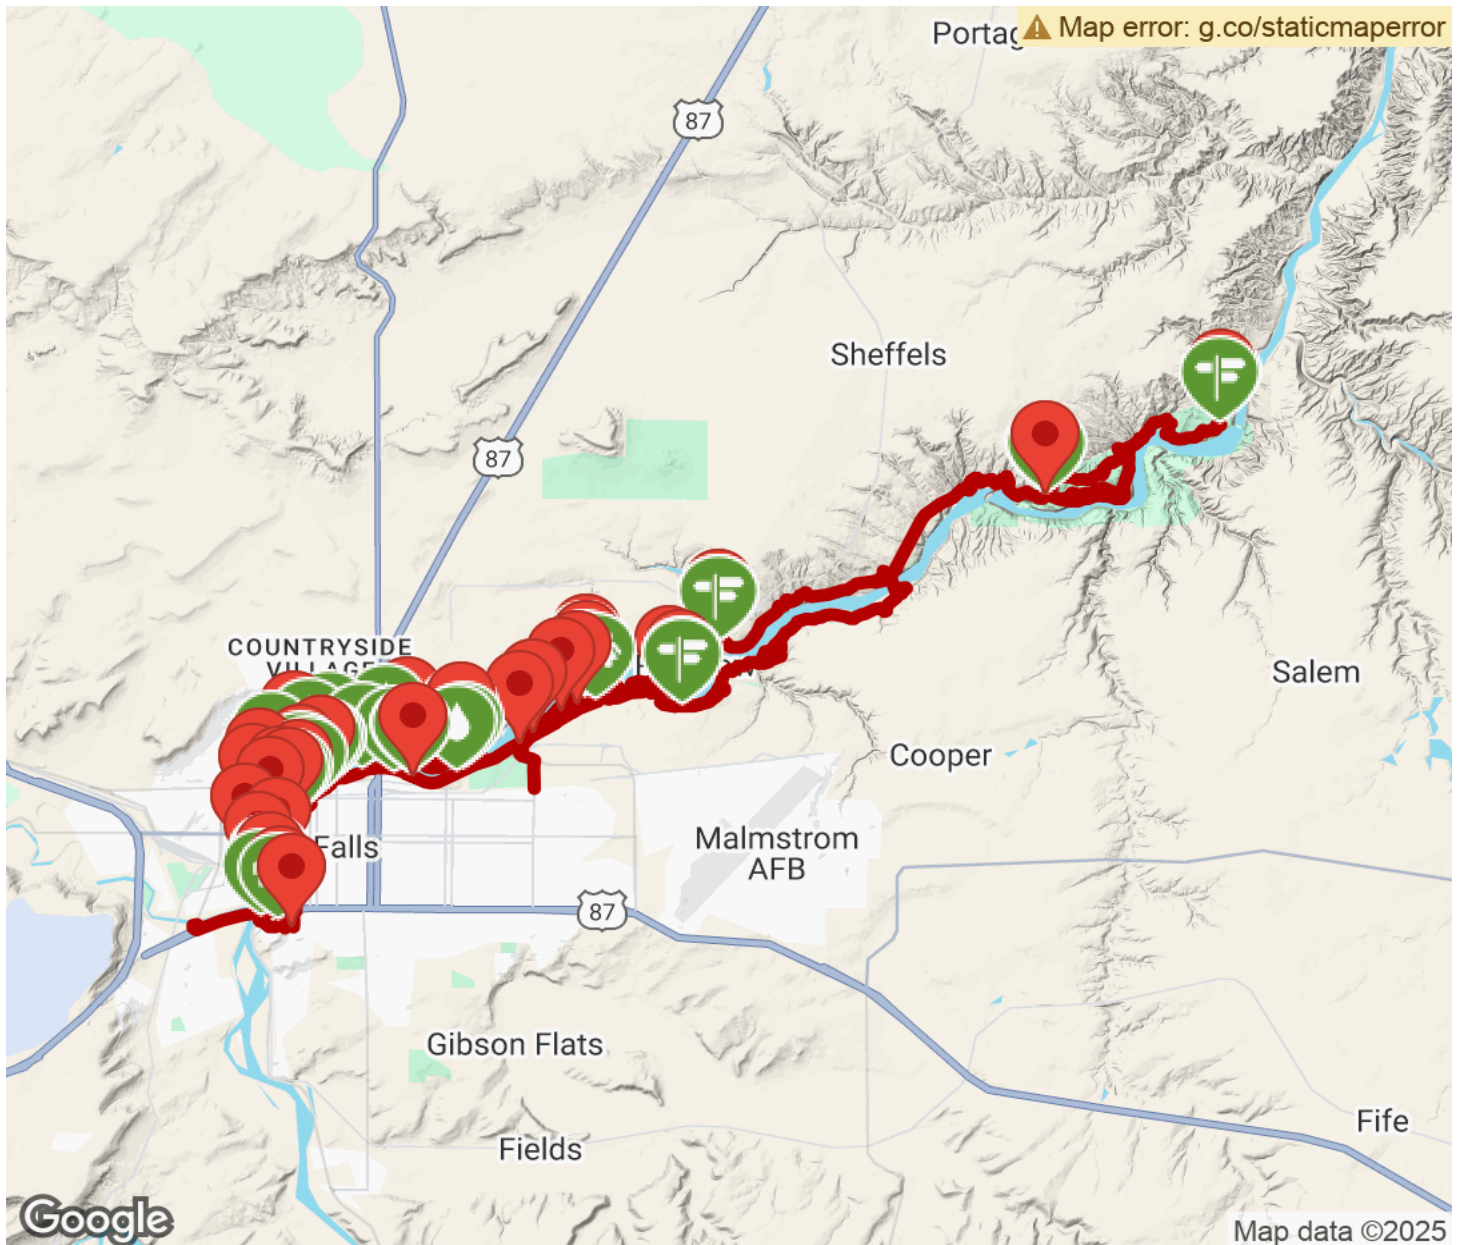 Portag
Map error: g.co/staticmaperror
87
Sheffels
87
COUNTRYSIDE
VILLAGE
Salem
Cooper
Malmstrom
AFB
Falls
87
Gibson Flats
Fife
Fields
Google
Map data ©2025